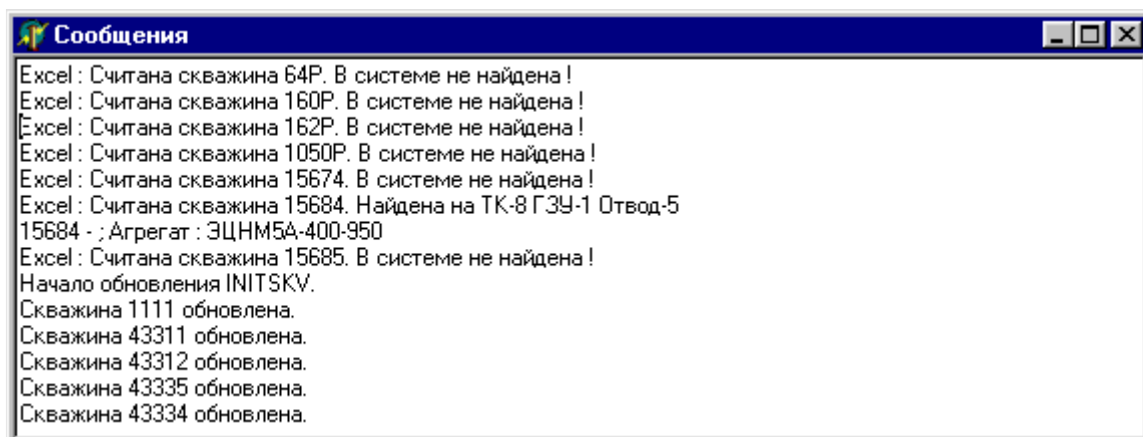 Сообщения
Excel : Считана скважина 64Р. В системе не найдена !
Excel : Считана скважина 160Р. В системе не найдена !
Excel : Считана скважина 162Р. В системе не найдена !
Excel : Считана скважина 1050Р. В системе не найдена !
Excel : Считана скважина 15674. В системе не найдена !
Excel : Считана скважина 15684. Найдена на ТК-8 ГЗУ-1 Отвод-5
15684 - ; Агрегат : ЭЦНМ5А-400-950
Excel : Считана скважина 15685. В системе не найдена !
Начало обновления INITSKV.
Скважина 1111 обновлена.
Скважина 43311 обновлена.
Скважина 43312 обновлена.
Скважина 43335 обновлена.
Скважина 43334 обновлена.